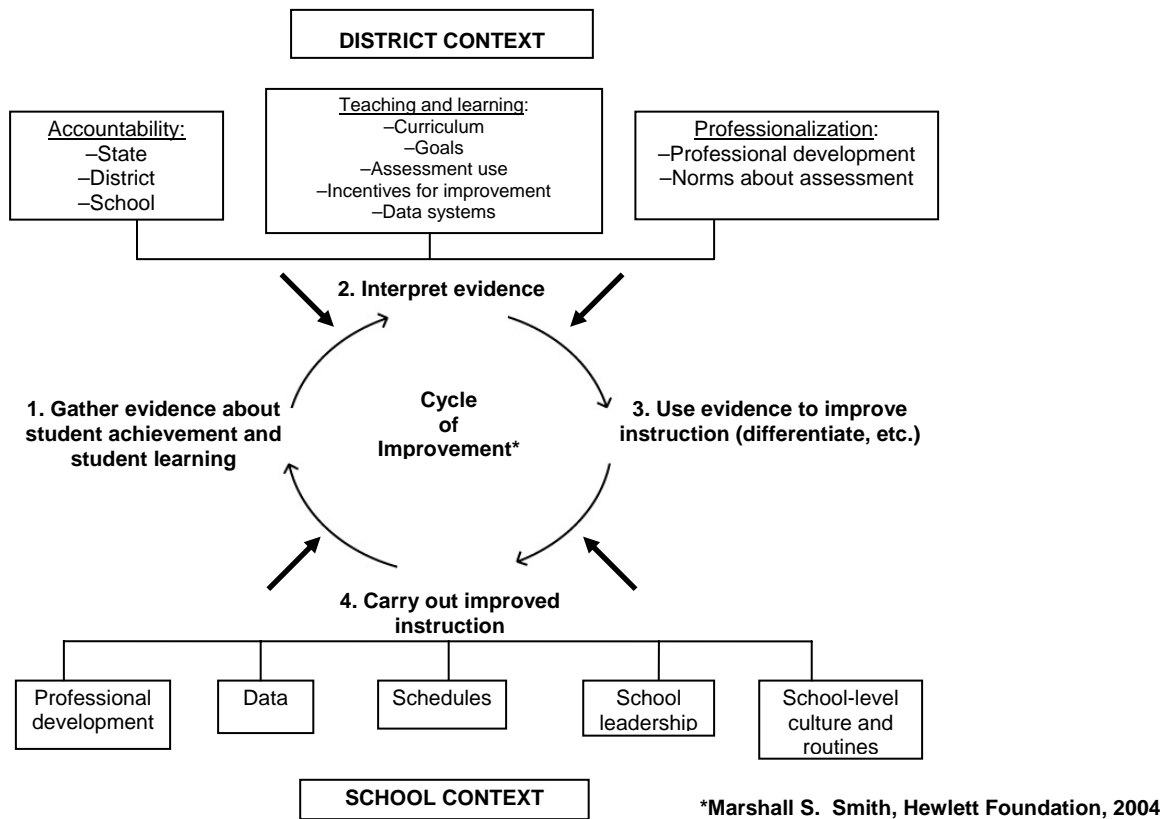 DISTRICT CONTEXT
Accountability:
–State
–District
–School
Teaching and learning:
–Curriculum
–Goals
–Assessment use
–Incentives for improvement
–Data systems
Professionalization:
–Professional development
–Norms about assessment
2. Interpret evidence
1. Gather evidence about
student achievement and
student learning
Cycle
of
Improvement*
3. Use evidence to improve
instruction (differentiate, etc.)
4. Carry out improved
instruction
Professional
development
Data
Schedules
School
leadership
School-level
culture and
routines
SCHOOL CONTEXT
*Marshall S. Smith, Hewlett Foundation, 2004